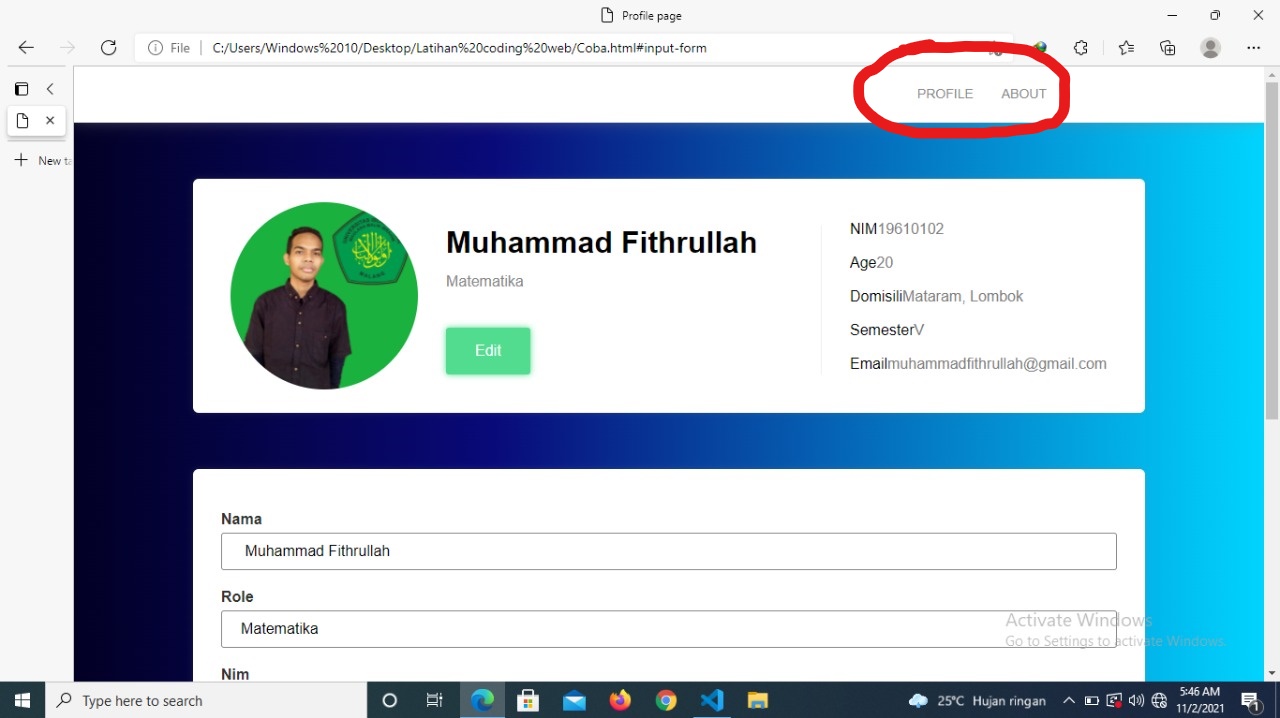 Profile page
File
C:/Users/Windows%2010/Desktop/Latihan%20coding%20web/Coba.html#input-form
New ta
PROFILE
ABOUT
Muhammad Fithrullah
Matematika
Edit
NIM19610102
Age20
DomisiliMataram, Lombok
SemesterV
Emailmuhammadfithrullah@gmail.com
Nama
Muhammad Fithrullah
Role
Matematika
Nim
Activate Windows
Go to Settings to activate Windows.
Type here to search
25°C Hujan ringan
5:46 AM
11/2/2021
1